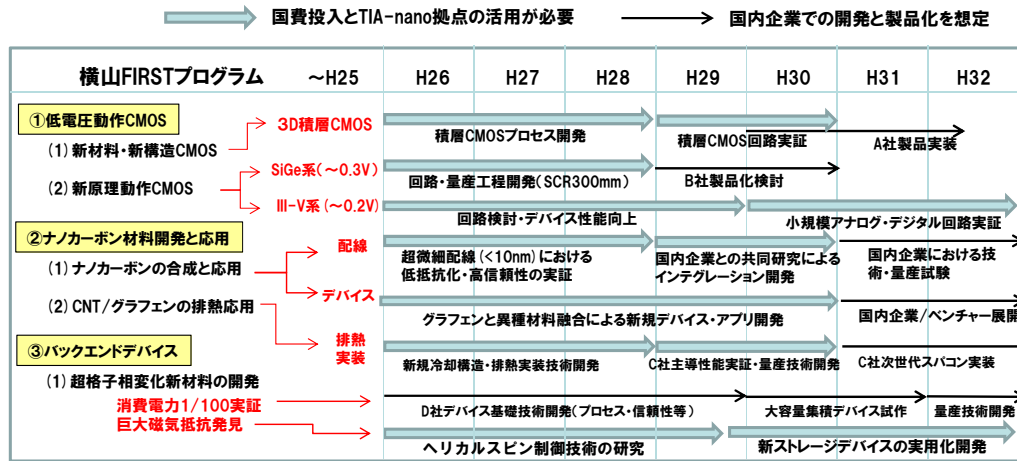 国費投入とTIA-nano拠点の活用が必要 国内企業での開発と製品化を想定
横山FIRSTプログラム ～H25 H26 H27 H28 H29 H30 H31 H32
①低電圧動作CMOS
(1) 新材料・新構造CMOS
3D積層CMOS
積層CMOSプロセス開発
積層CMOS回路実証
A社製品実装
(2) 新原理動作CMOS
SiGe系(～0.3V)
回路・量産工程開発(SCR300mm)
B社製品化検討
III-V系(～0.2V)
回路検討・デバイス性能向上
小規模アナログ・デジタル回路実証
②ナノカーボン材料開発と応用
(1) ナノカーボンの合成と応用
配線
超微細配線(<10nm)における
低抵抗化・高信頼性の実証
国内企業との共同研究による
インテグレーション開発
国内企業における技
術・量産試験
デバイス
グラフェンと異種材料融合による新規デバイス・アプリ開発
国内企業/ベンチャー展開
(2) CNT/グラフェンの排熱応用
排熱
実装
新規冷却構造・排熱実装技術開発
C社主導性能実証・量産技術開発
C社次世代スパコン実装
③バックエンドデバイス
(1) 超格子相変化新材料の開発
消費電力1/100実証
D社デバイス基礎技術開発(プロセス・信頼性等)
大容量集積デバイス試作
量産技術開発
巨大磁気抵抗発見
ヘリカルスピン制御技術の研究
新ストレージデバイスの実用化開発